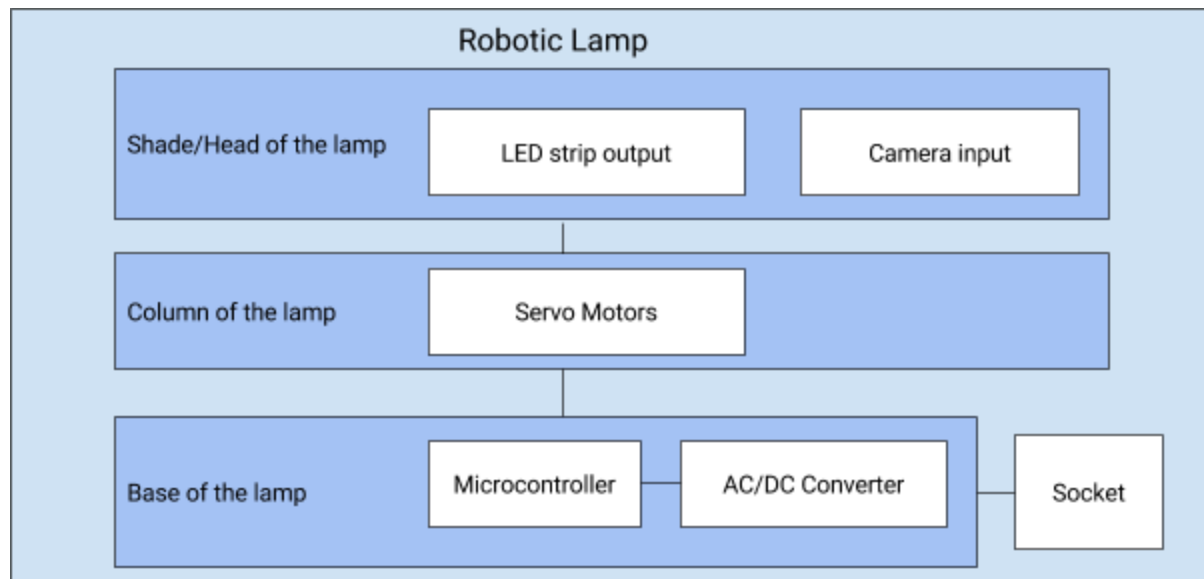 Robotic Lamp
Shade/Head of the lamp
LED strip output
Camera input
Column of the lamp
Servo Motors
Base of the lamp
Microcontroller
AC/DC Converter
Socket